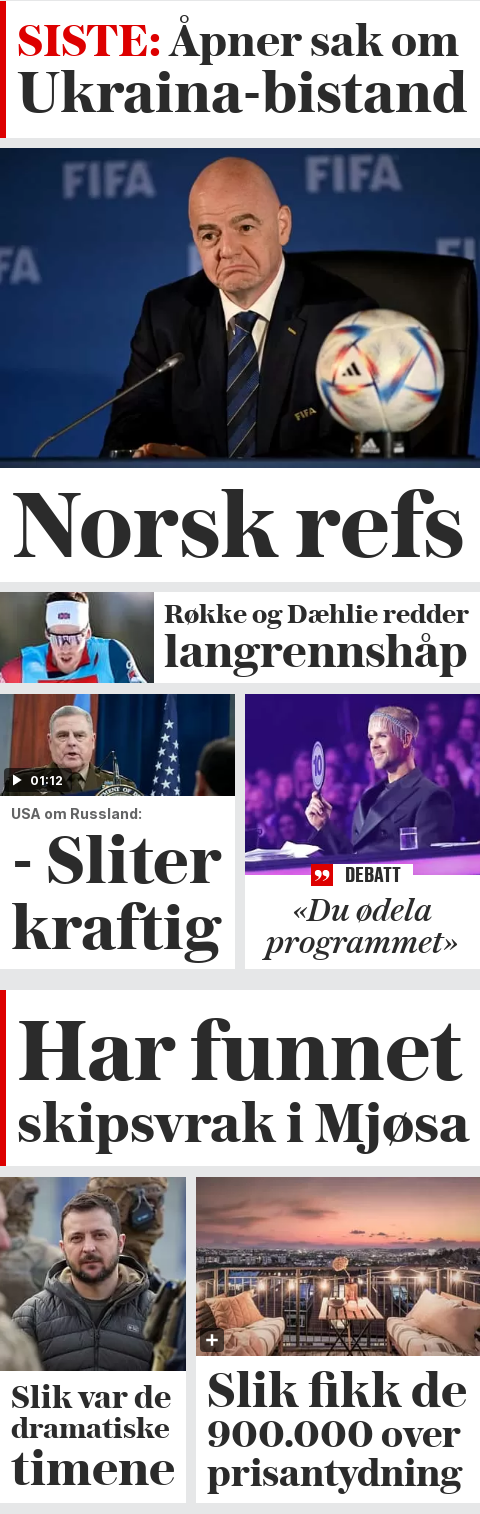 SISTE: Åpner sak om
Ukraina-bistand
FIFA FIFA
FA FI
FIFA
Norsk refs
Røkke og Dæhlie redder
langrennshåp
01:12
USA om Russland:
- Sliter
kraftig
10
DEBATT
«Du ødela
programmet»
Har funnet
skipsvrak i Mjøsa
Slik var de
dramatiske
timene
Slik fikk de
900.000 over
prisantydning